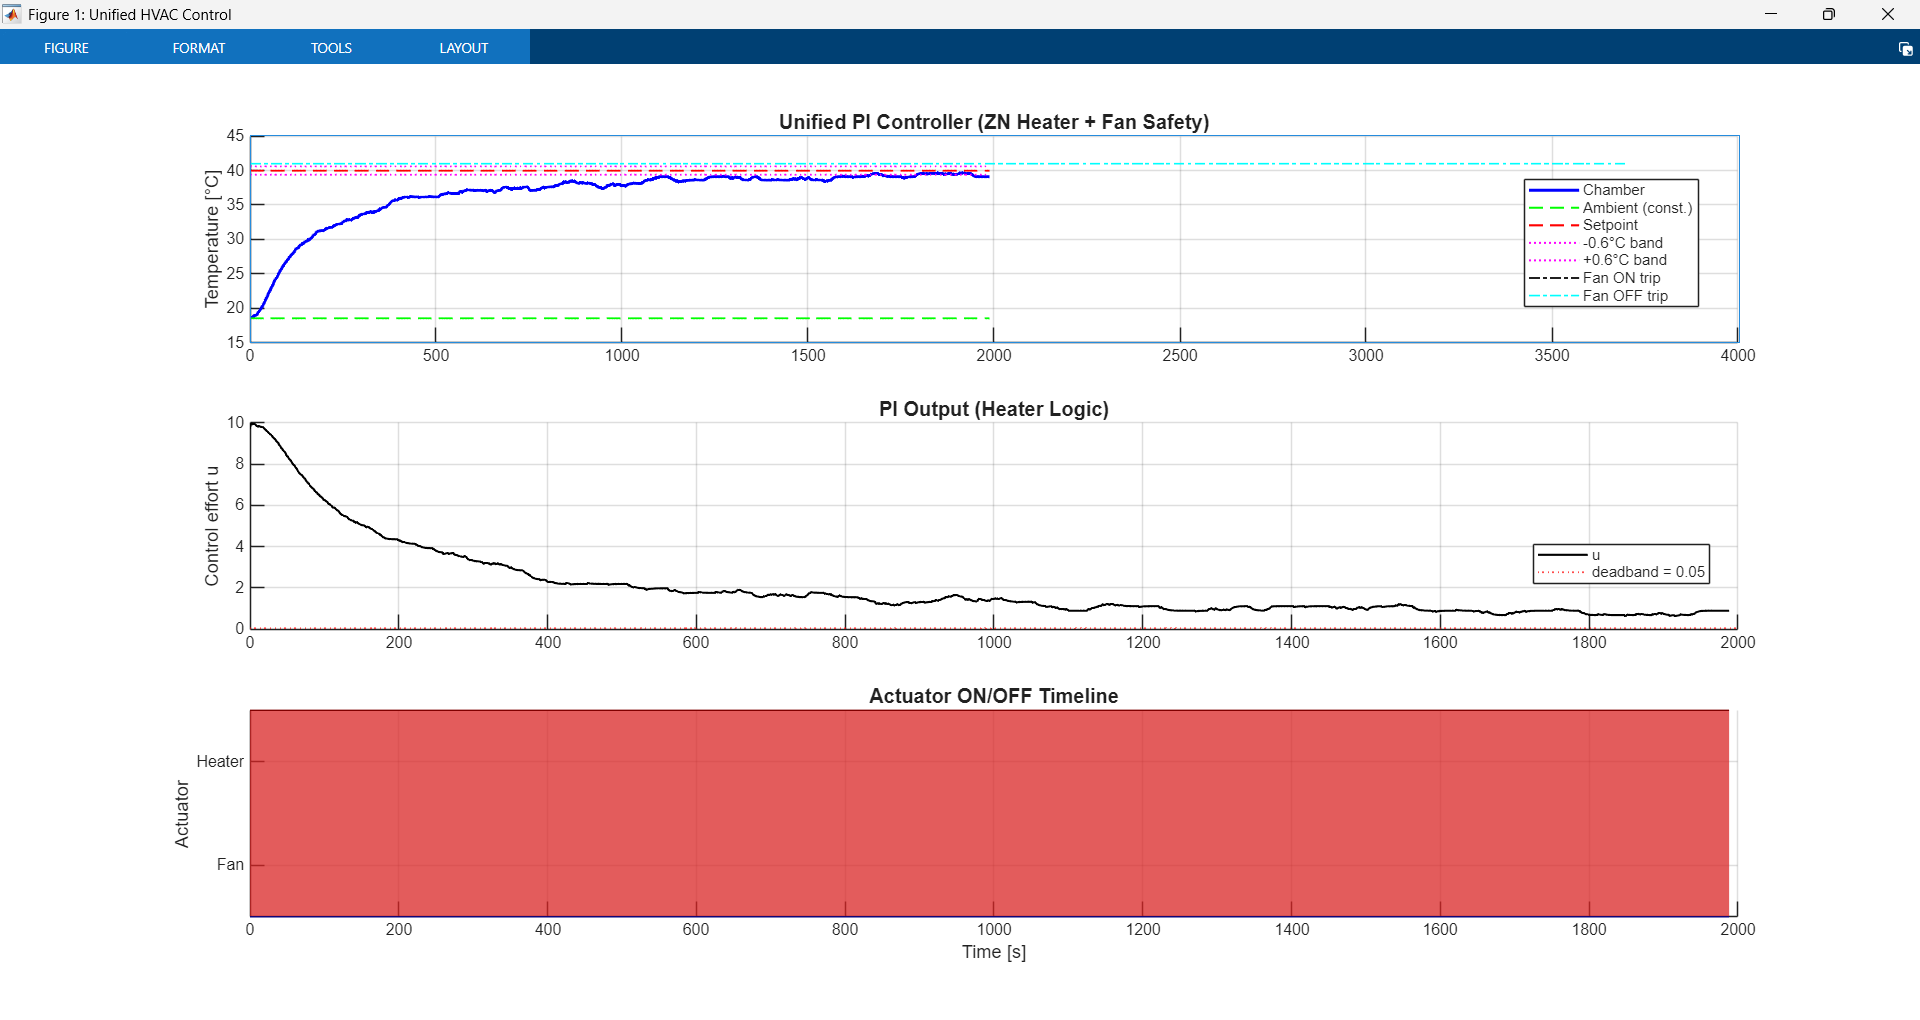 Figure 1: Unified HVAC Control
FIGURE FORMAT TOOLS LAYOUT
Unified PI Controller (ZN Heater + Fan Safety)
Temperature [°C]
45
40
35
30
25
20
15
0 500 1000 1500 2000 2500 3000 3500 4000
Chamber
Ambient (const.)
Setpoint
-0.6°C band
+0.6°C band
Fan ON trip
Fan OFF trip
PI Output (Heater Logic)
Control effort u
10
8
6
4
2
0
0 200 400 600 800 1000 1200 1400 1600 1800 2000
u
deadband = 0.05
Actuator ON/OFF Timeline
Actuator
Heater
Fan
0 200 400 600 800 1000 1200 1400 1600 1800 2000
Time [s]